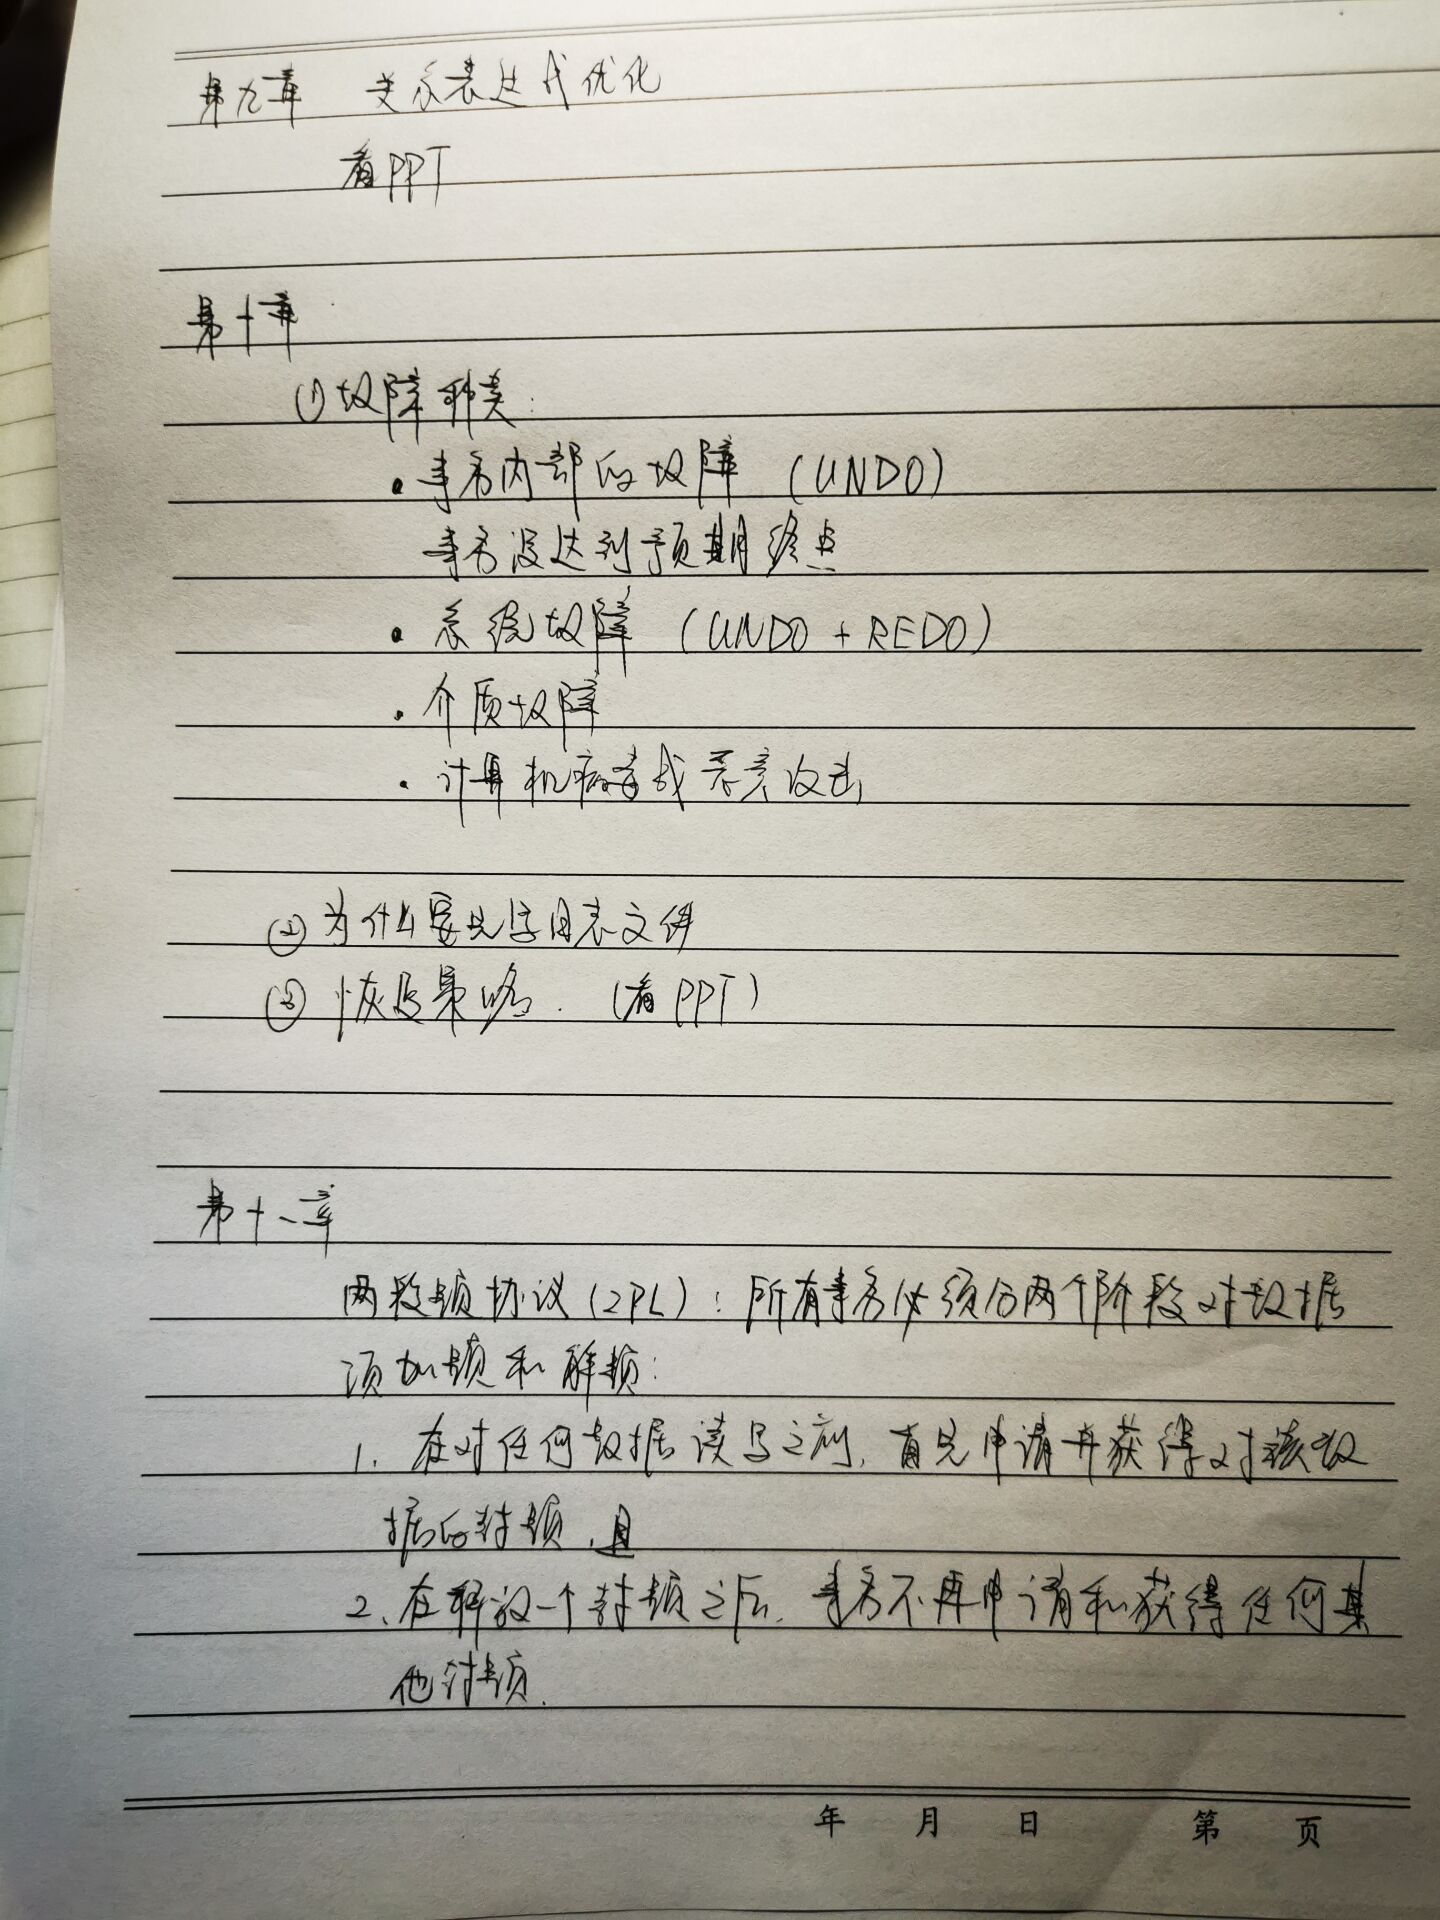 第九章 关系表达式优化
看PPT
第十章
① 故障种类:
· 事务内部的故障 (UNDO)
事务没达到预期终点
· 系统故障 (UNDO + REDO)
· 介质故障
· 计算机病毒或恶意攻击
② 为什么要先写日志文件
③ 恢复策略. (看PPT)
第十一章
两段锁协议(2PL): 所有事务必须分两个阶段对数据
项加锁和解锁:
1. 在对任何数据读写之前, 首先申请并获得对该数
据的封锁, 且
2. 在释放一个封锁之后, 事务不再申请和获得任何其
他封锁.
年 月 日 第 页